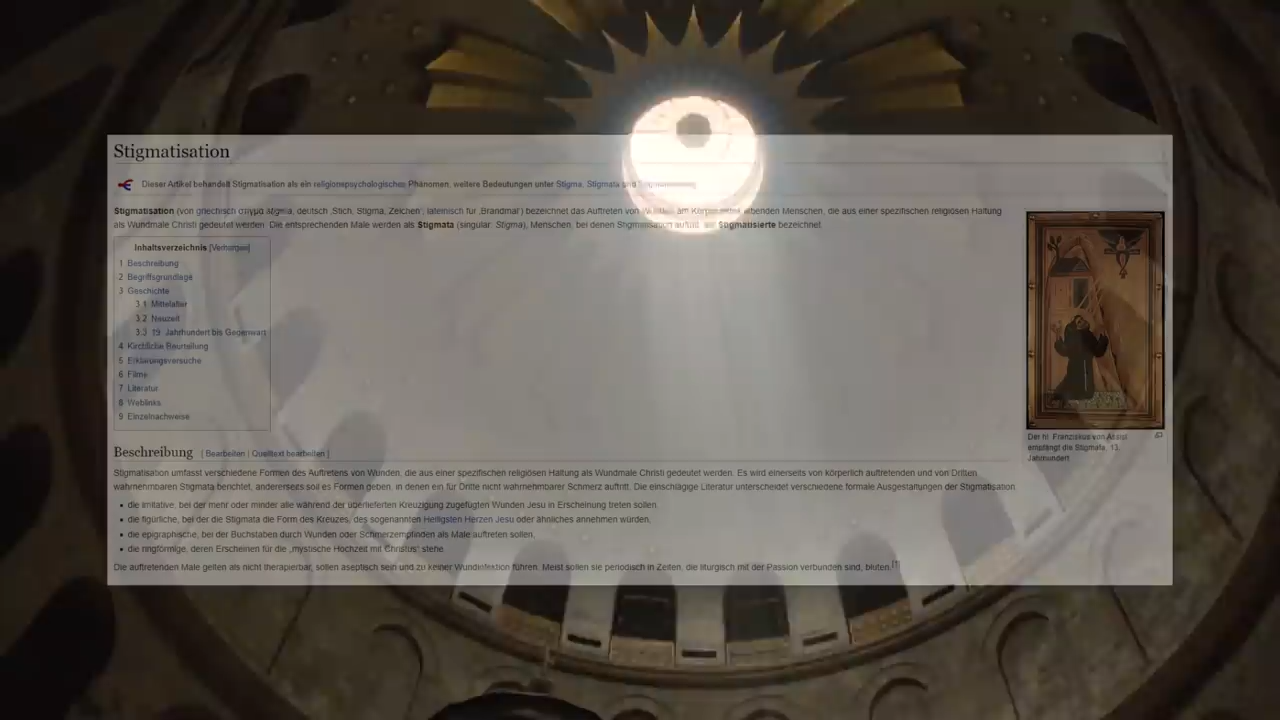 Stigmatisation
Dieser Artikel behandelt Stigmatisation als ein religionspsychologisches Phänomen, weitere Bedeutungen unter Stigma, Stigmata und
Stigmatisation (von griechisch στίγμα stigma, deutsch ‚Stich, Stigma, Zeichen‘, lateinisch für ‚Brandmal‘) bezeichnet das Auftreten von Wunden am Körper lebenden Menschen, die aus einer spezifischen religiösen Haltung
als Wundmale Christi gedeutet werden. Die entsprechenden Male werden als Stigmata (singular: Stigma), Menschen, bei denen Stigmatisation auftritt, als Stigmatisierte bezeichnet.
Inhaltsverzeichnis [Verbergen]
1 Beschreibung
2 Begriffsgrundlage
3 Geschichte
3.1 Mittelalter
3.2 Neuzeit
3.3 19. Jahrhundert bis Gegenwart
4 Kirchliche Beurteilung
5 Erklärungsversuche
6 Filme
7 Literatur
8 Weblinks
9 Einzelnachweise
Der hl. Franziskus von Assisi
empfängt die Stigmata, 13.
Jahrhundert
Beschreibung [ Bearbeiten | Quelltext bearbeiten ]
Stigmatisation umfasst verschiedene Formen des Auftretens von Wunden, die aus einer spezifischen religiösen Haltung als Wundmale Christi gedeutet werden. Es wird einerseits von körperlich auftretenden und von Dritten
wahrnehmbaren Stigmata berichtet, andererseits soll es Formen geben, in denen ein für Dritte nicht wahrnehmbarer Schmerz auftritt. Die einschlägige Literatur unterscheidet verschiedene formale Ausgestaltungen der Stigmatisation:
• die imitative, bei der mehr oder minder alle während der überlieferten Kreuzigung zugefügten Wunden Jesu in Erscheinung treten sollen.
• die figürliche, bei der die Stigmata die Form des Kreuzes, des sogenannten Heiligsten Herzen Jesu oder ähnliches annehmen würden.
• die epigraphische, bei der Buchstaben durch Wunden oder Schmerzempfinden als Male auftreten sollen.
• die ringförmige, deren Erscheinen für die „mystische Hochzeit mit Christus“ stehe.
Die auftretenden Male gelten als nicht therapierbar, sollen aseptisch sein und zu keiner Wundinfektion führen. Meist sollen sie periodisch in Zeiten, die liturgisch mit der Passion verbunden sind, bluten.[1]